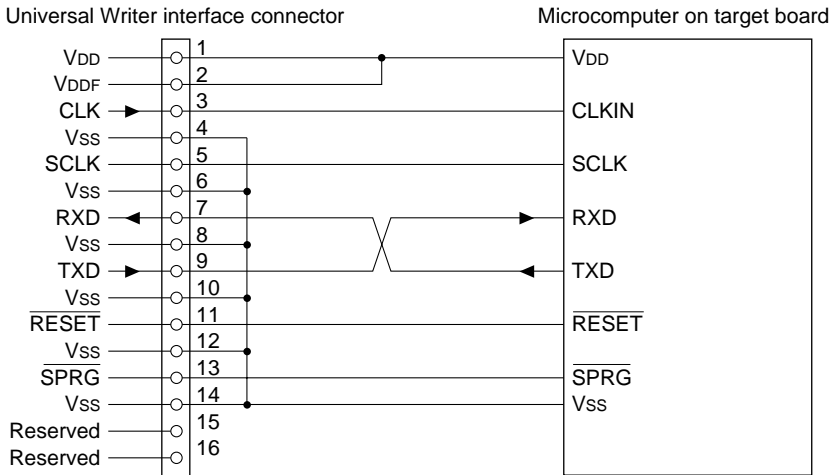 Universal Writer interface connector
Microcomputer on target board
VDD 1 VDD
VDDF 2
CLK 3 CLKIN
VSS 4
SCLK 5 SCLK
VSS 6
RXD 7 RXD
VSS 8
TXD 9 TXD
VSS 10
RESET 11 RESET
VSS 12
SPRG 13 SPRG
VSS 14 VSS
Reserved 15
Reserved 16